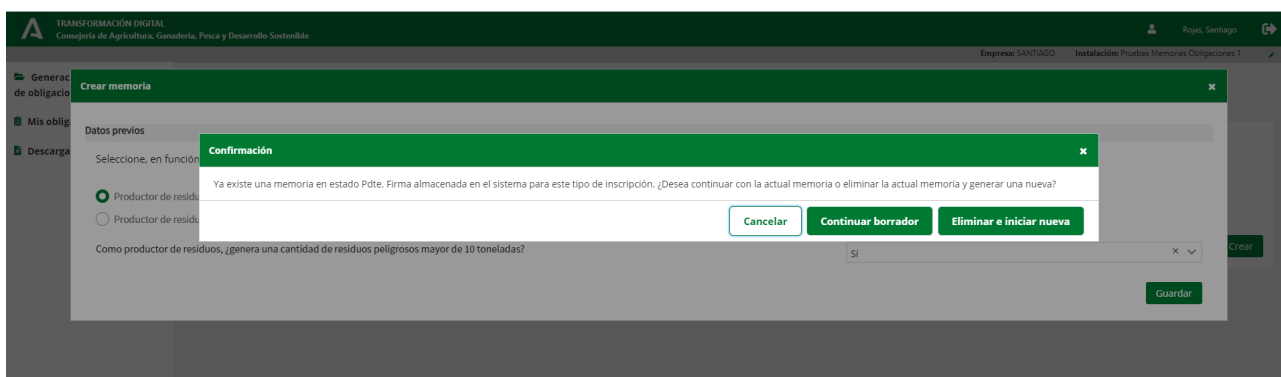 TRANSFORMACIÓN DIGITAL
Consejería de Agricultura, Ganadería, Pesca y Desarrollo Sostenible
Rojas, Santiago
Empresa: SANTIAGO Instalación: Pruebas Memorias Obligaciones 1
Generac
de obligacio
Mis oblig
Descarga
Crear memoria
Datos previos
Seleccione, en función
Confirmación
Ya existe una memoria en estado Pdte. Firma almacenada en el sistema para este tipo de inscripción. ¿Desea continuar con la actual memoria o eliminar la actual memoria y generar una nueva?
Cancelar Continuar borrador Eliminar e iniciar nueva
Productor de residu
Productor de residu
Como productor de residuos, ¿genera una cantidad de residuos peligrosos mayor de 10 toneladas?
Sí
Crear
Guardar